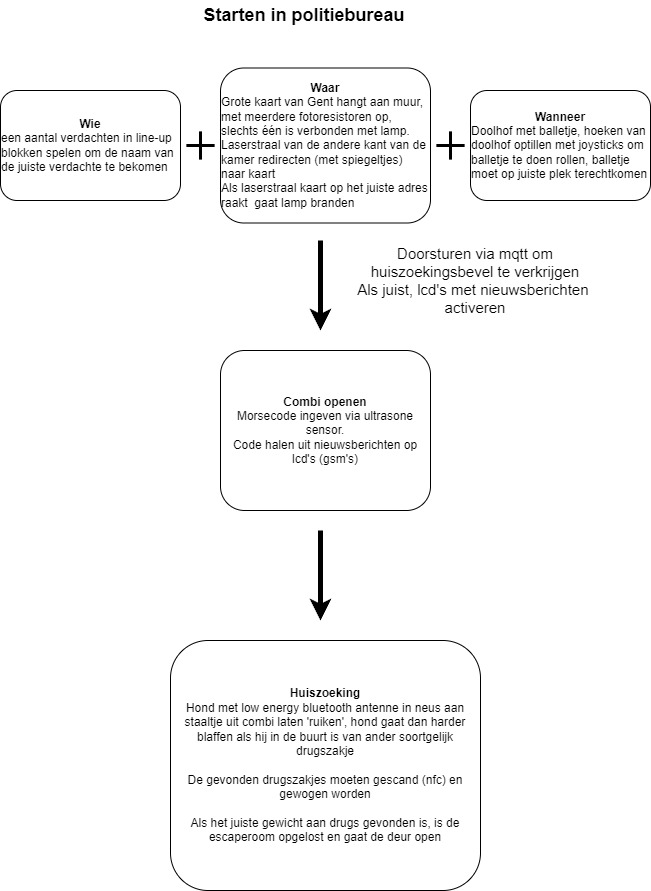 Starten in politiebureau
Wie
een aantal verdachten in line-up
blokken spelen om de naam van
de juiste verdachte te bekomen
Waar
Grote kaart van Gent hangt aan muur,
met meerdere fotoresistoren op,
slechts één is verbonden met lamp.
Laserstraal van de andere kant van de
kamer redirecten (met spiegeltjes)
naar kaart
Als laserstraal kaart op het juiste adres
raakt  gaat lamp branden
Wanneer
Doolhof met balletje, hoeken van
doolhof optillen met joysticks om
balletje te doen rollen, balletje
moet op juiste plek terechtkomen
Doorsturen via mqtt om
huiszoekingsbevel te verkrijgen
Als juist, lcd's met nieuwsberichten
activeren
Combi openen
Morsecode ingeven via ultrasone
sensor.
Code halen uit nieuwsberichten op
lcd's (gsm's)
Huiszoeking
Hond met low energy bluetooth antenne in neus aan
staaltje uit combi laten 'ruiken', hond gaat dan harder
blaffen als hij in de buurt is van ander soortgelijk
drugszakje
De gevonden drugszakjes moeten gescand (nfc) en
gewogen worden
Als het juiste gewicht aan drugs gevonden is, is de
escaperoom opgelost en gaat de deur open